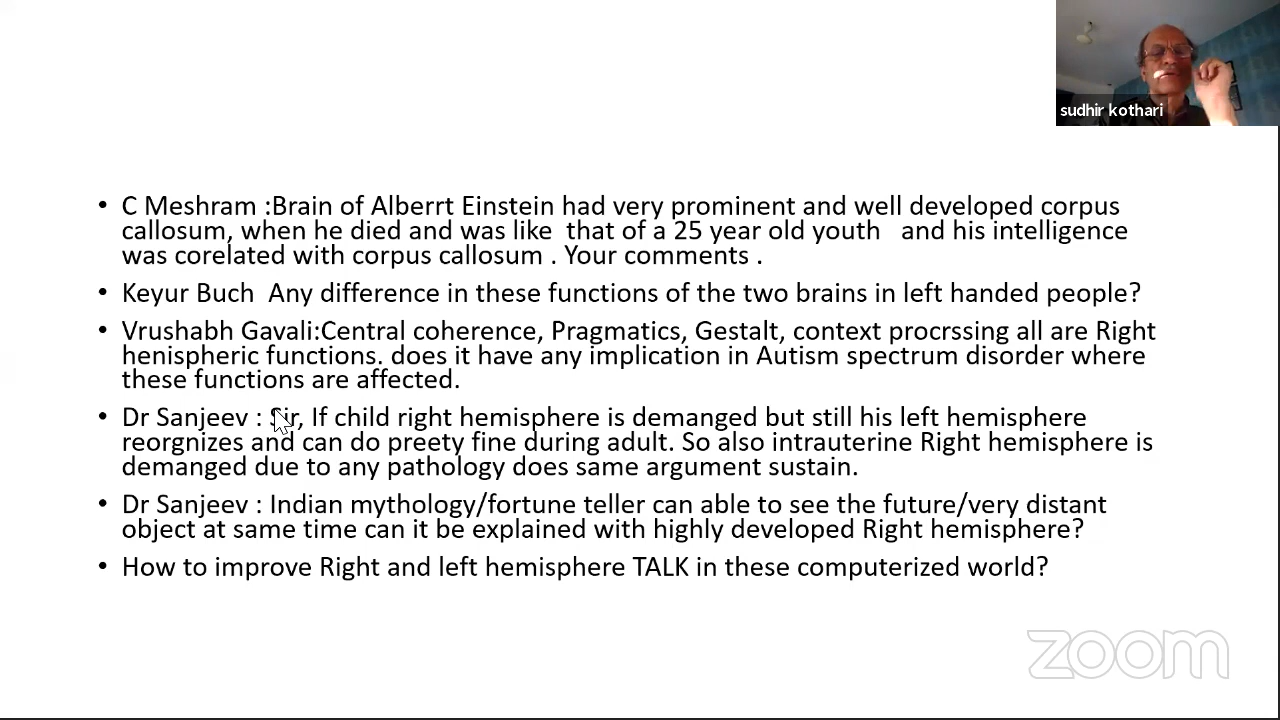 sudhir kothari
• C Meshram :Brain of Alberrt Einstein had very prominent and well developed corpus
callosum, when he died and was like  that of a 25 year old youth   and his intelligence
was corelated with corpus callosum . Your comments .
• Keyur Buch  Any difference in these functions of the two brains in left handed people?
• Vrushabh Gavali:Central coherence, Pragmatics, Gestalt, context procrssing all are Right
henispheric functions. does it have any implication in Autism spectrum disorder where
these functions are affected.
• Dr Sanjeev : Sir, If child right hemisphere is demanged but still his left hemisphere
reorgnizes and can do preety fine during adult. So also intrauterine Right hemisphere is
demanged due to any pathology does same argument sustain.
• Dr Sanjeev : Indian mythology/fortune teller can able to see the future/very distant
object at same time can it be explained with highly developed Right hemisphere?
• How to improve Right and left hemisphere TALK in these computerized world?
zoom